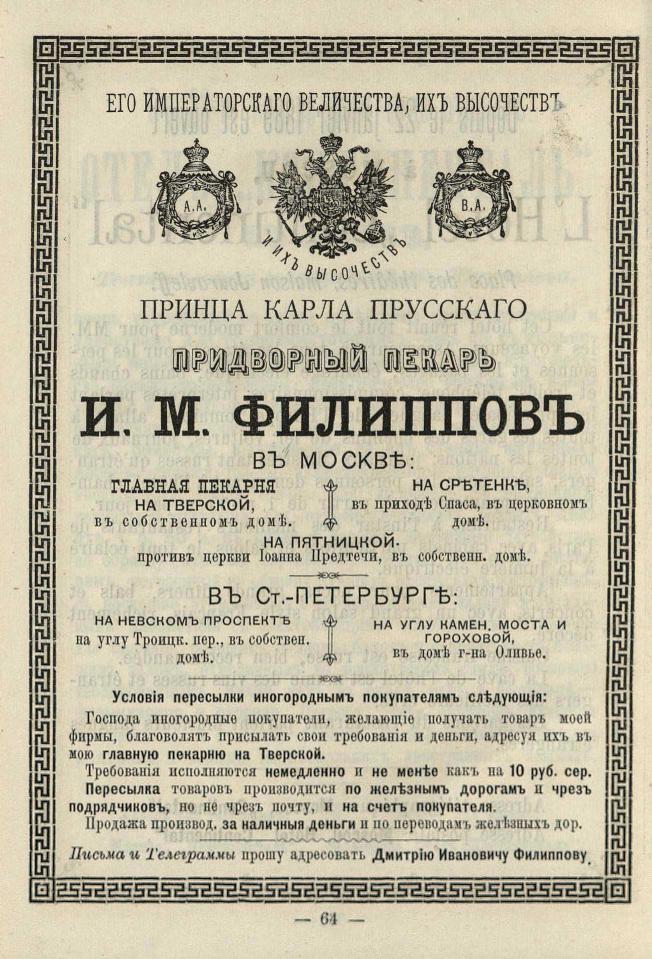 ЕГО ИМПЕРАТОРСКАГО ВЕЛИЧЕСТВА, ИХЪ ВЫСОЧЕСТВЪ
А.А.
В.А.
И ИХЪ ВЫСОЧЕСТВЪ
ПРИНЦА КАРЛА ПРУССКАГО
ПРИДВОРНЫЙ ПЕКАРЬ
И. М. ФИЛИППОВЪ
ВЪ МОСКВѢ:
ГЛАВНАЯ ПЕКАРНЯ
НА ТВЕРСКОЙ,
въ собственномъ домѣ.
НА СРѢТЕНКѢ,
въ приходѣ Спаса, въ церковномъ
домѣ.
НА ПЯТНИЦКОЙ.
противъ церкви Іоанна Предтечи, въ собственн. домѣ.
ВЪ Ст.-ПЕТЕРБУРГѢ:
НА НЕВСКОМЪ ПРОСПЕКТѢ
на углу Троицк. пер., въ собствен.
домѣ.
НА УГЛУ КАМЕН. МОСТА И
ГОРОХОВОЙ,
въ домѣ г-на Оливье.
Условія пересылки иногороднымъ покупателямъ слѣдующія:
Господа иногородные покупатели, желающіе получать товаръ моей
фирмы, благоволятъ присылать свои требованія и деньги, адресуя ихъ въ
мою главную пекарню на Тверской.
Требованія исполняются немедленно и не менѣе какъ на 10 руб. сер.
Пересылка товаровъ производится по желѣзнымъ дорогамъ и чрезъ
подрядчиковъ, но не чрезъ почту, и на счетъ покупателя.
Продажа производ. за наличныя деньги и по переводамъ желѣзныхъ дор.
Письма и Телеграммы прошу адресовать Дмитрію Ивановичу Филиппову.
— 64 —